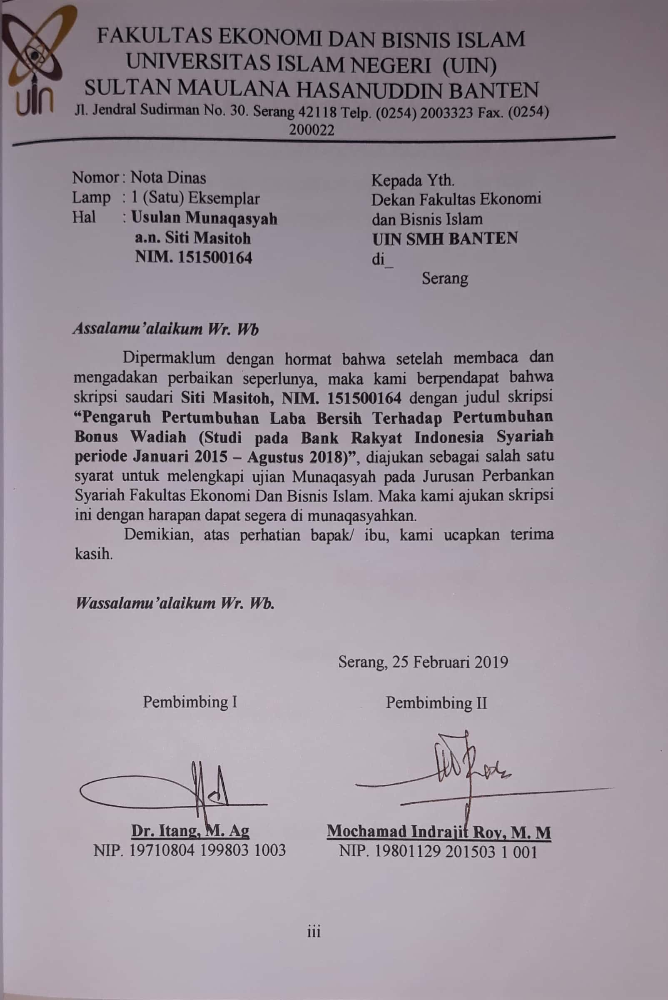 FAKULTAS EKONOMI DAN BISNIS ISLAM
UNIVERSITAS ISLAM NEGERI (UIN)
SULTAN MAULANA HASANUDDIN BANTEN
uin
Jl. Jendral Sudirman No. 30. Serang 42118 Telp. (0254) 2003323 Fax. (0254)
200022
Nomor : Nota Dinas
Lamp : 1 (Satu) Eksemplar
Hal : Usulan Munaqasyah
a.n. Siti Masitoh
NIM. 151500164
Kepada Yth.
Dekan Fakultas Ekonomi
dan Bisnis Islam
UIN SMH BANTEN
di_
Serang
Assalamu’alaikum Wr. Wb
Dipermaklum dengan hormat bahwa setelah membaca dan
mengadakan perbaikan seperlunya, maka kami berpendapat bahwa
skripsi saudari Siti Masitoh, NIM. 151500164 dengan judul skripsi
“Pengaruh Pertumbuhan Laba Bersih Terhadap Pertumbuhan
Bonus Wadiah (Studi pada Bank Rakyat Indonesia Syariah
periode Januari 2015 – Agustus 2018)”, diajukan sebagai salah satu
syarat untuk melengkapi ujian Munaqasyah pada Jurusan Perbankan
Syariah Fakultas Ekonomi Dan Bisnis Islam. Maka kami ajukan skripsi
ini dengan harapan dapat segera di munaqasyahkan.
Demikian, atas perhatian bapak/ ibu, kami ucapkan terima
kasih.
Wassalamu’alaikum Wr. Wb.
Serang, 25 Februari 2019
Pembimbing I
Dr. Itang, M. Ag
NIP. 19710804 199803 1003
Pembimbing II
Mochamad Indrajit Roy, M. M
NIP. 19801129 201503 1 001
iii